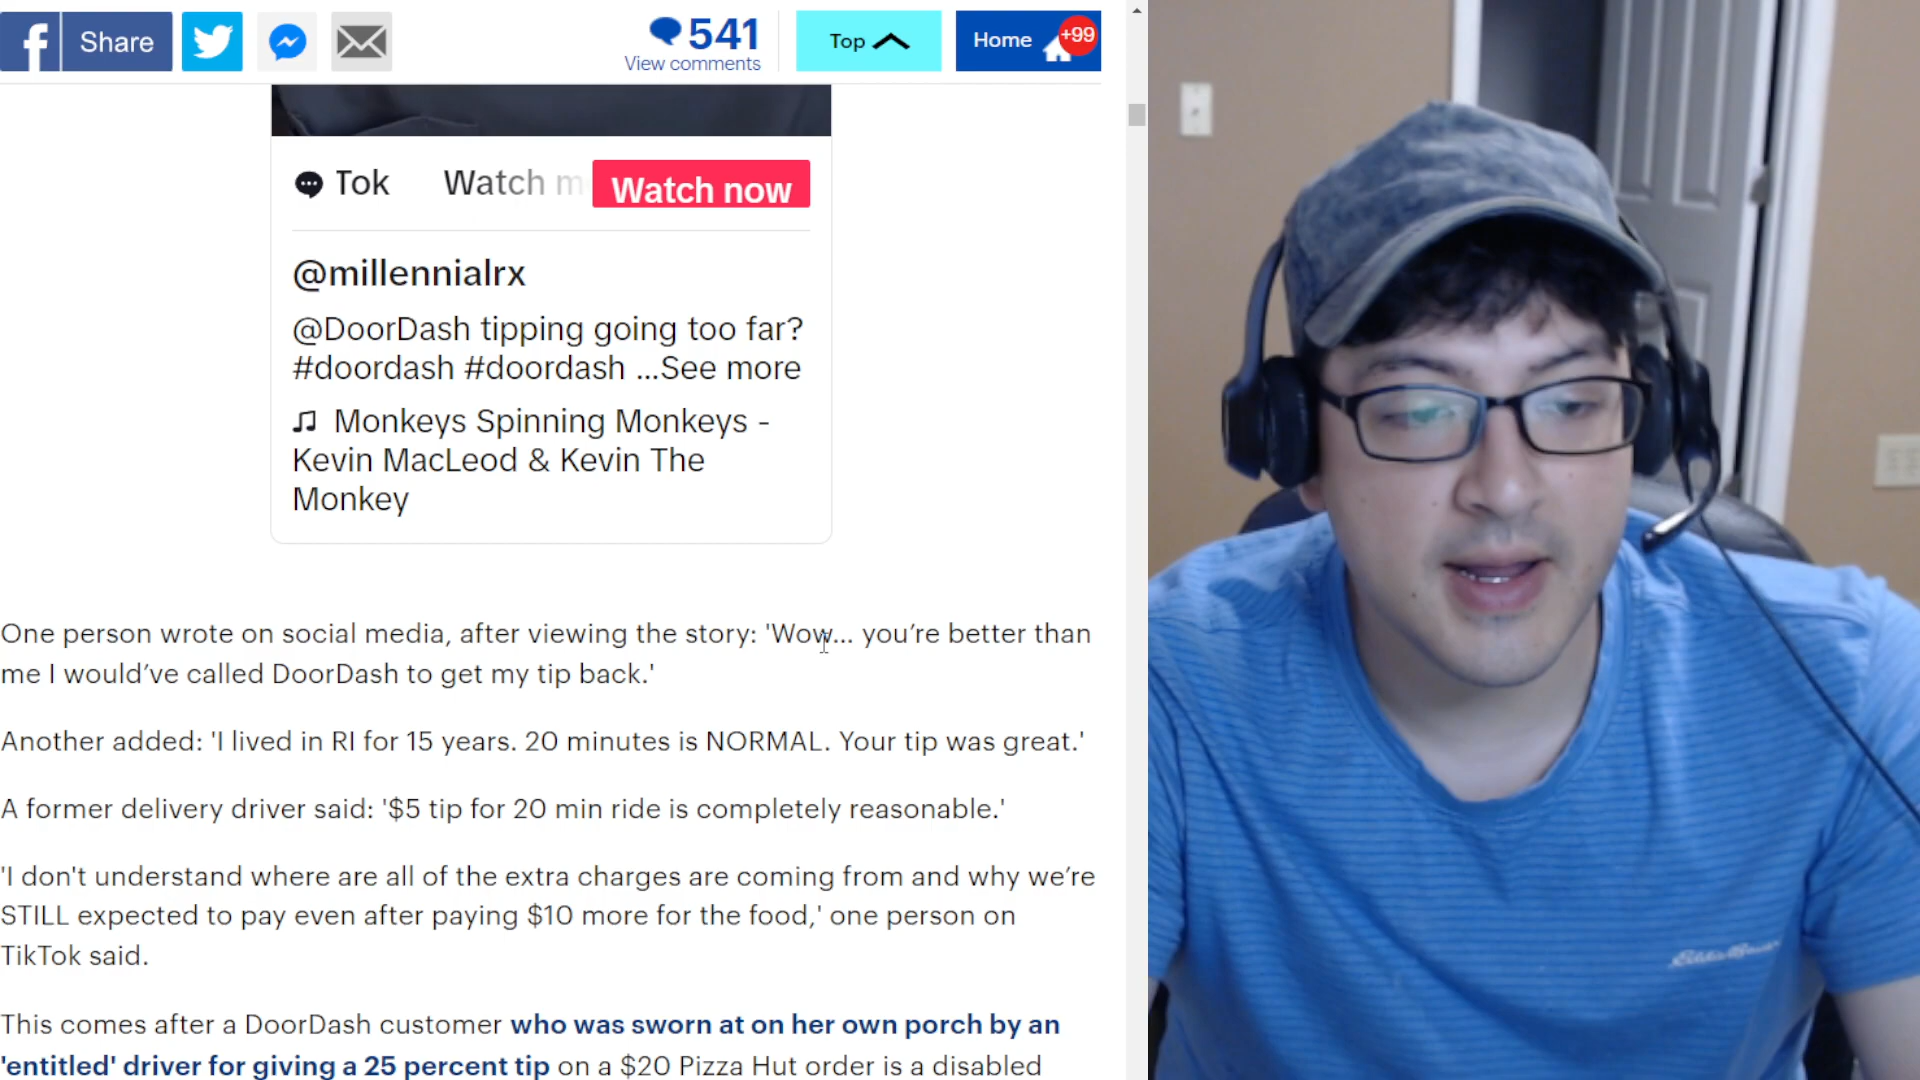 Share
541
View comments
Top
Home
+99
Tok Watch m Watch now
@millennialrx
@DoorDash tipping going too far?
#doordash #doordash ...See more
Monkeys Spinning Monkeys -
Kevin MacLeod & Kevin The
Monkey
One person wrote on social media, after viewing the story: 'Wow... you’re better than
me I would’ve called DoorDash to get my tip back.'
Another added: 'I lived in RI for 15 years. 20 minutes is NORMAL. Your tip was great.'
A former delivery driver said: '$5 tip for 20 min ride is completely reasonable.'
'I don't understand where are all of the extra charges are coming from and why we’re
STILL expected to pay even after paying $10 more for the food,' one person on
TikTok said.
This comes after a DoorDash customer who was sworn at on her own porch by an
'entitled' driver for giving a 25 percent tip on a $20 Pizza Hut order is a disabled
Eddie Bauer